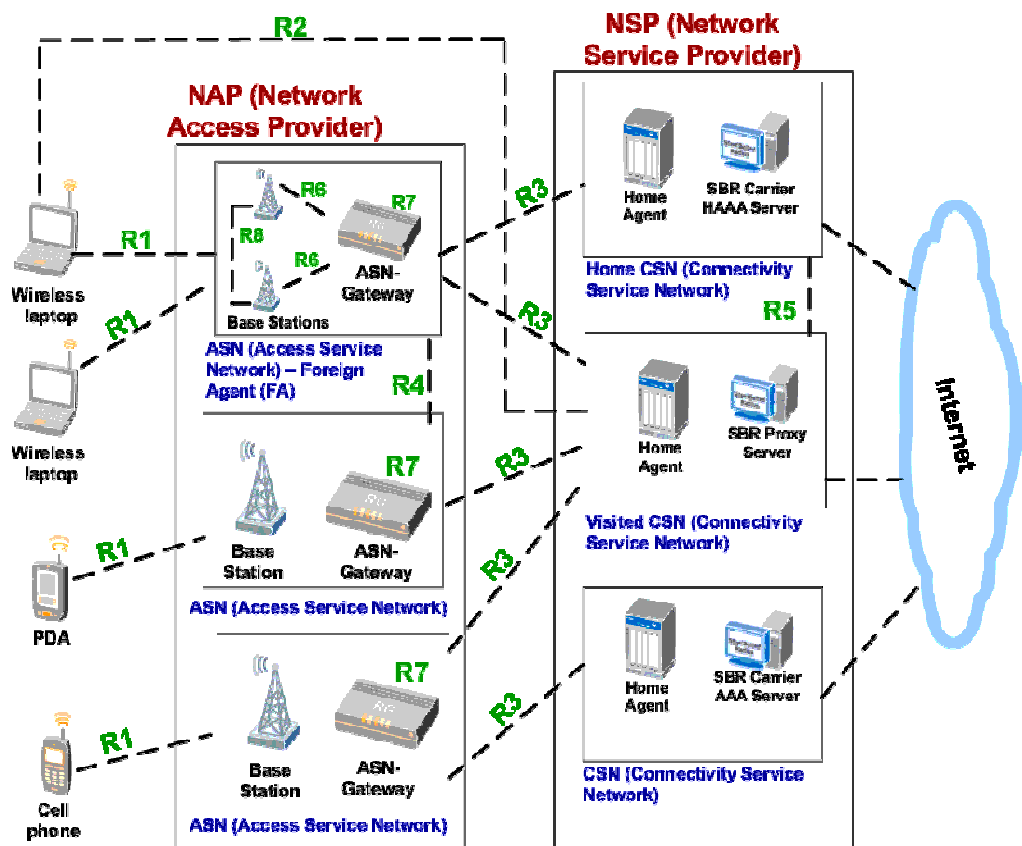 R2
NSP (Network
Service Provider)
NAP (Network
Access Provider)
R6
R7
R8
R6
ASN-
Gateway
Base Stations
ASN (Access Service
Network) – Foreign
Agent (FA)
R1
Wireless
laptop
R1
Wireless
laptop
R3
R3
Home
Agent
SBR Carrier
HAAA Server
Home CSN (Connectivity
Service Network)
R5
R4
R7
Base
Station
ASN-
Gateway
ASN (Access Service Network)
R3
Home
Agent
SBR Proxy
Server
Visited CSN (Connectivity
Service Network)
Internet
R1
PDA
R3
R7
Base
Station
ASN-
Gateway
ASN (Access Service Network)
R1
Cell
phone
R3
Home
Agent
SBR Carrier
AAA Server
CSN (Connectivity Service
Network)